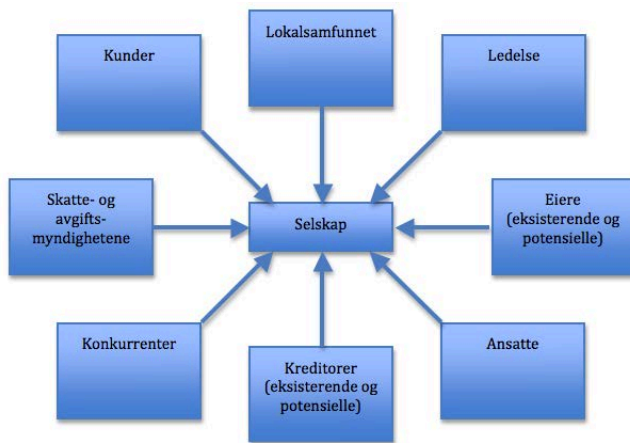 Kunder
Lokalsamfunnet
Ledelse
Skatte- og
avgifts-
myndighetene
Selskap
Eiere
(eksisterende og
potensielle)
Konkurrenter
Kreditorer
(eksisterende og
potensielle)
Ansatte